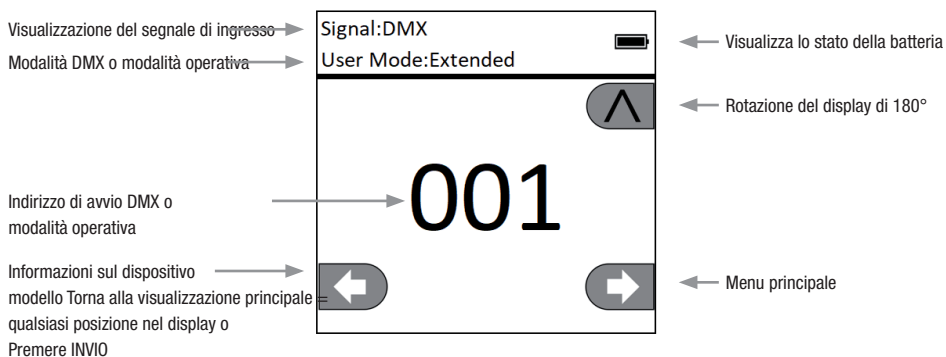 Visualizzazione del segnale di ingresso
Modalità DMX o modalità operativa
Signal:DMX
User Mode:Extended
Visualizza lo stato della batteria
Rotazione del display di 180°
001
Indirizzo di avvio DMX o
modalità operativa
Informazioni sul dispositivo
modello Torna alla visualizzazione principale =
qualsiasi posizione nel display o
Premere INVIO
Menu principale